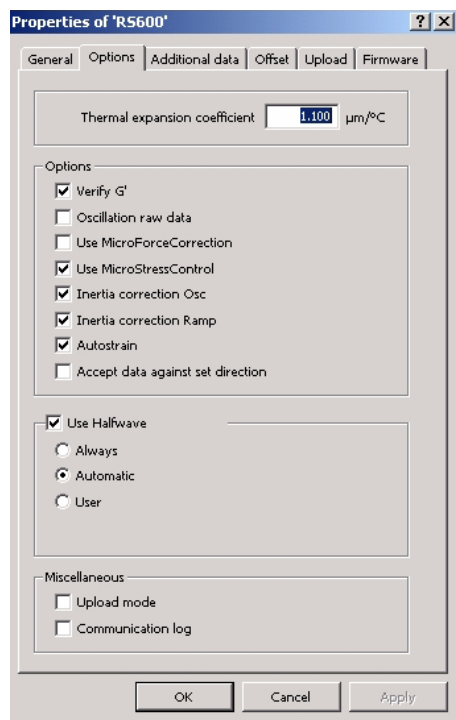 Properties of 'RS600'
General Options Additional data Offset Upload Firmware
Thermal expansion coefficient 1.100 µm/ºC
Options
Verify G'
Oscillation raw data
Use MicroForceCorrection
Use MicroStressControl
Inertia correction Osc
Inertia correction Ramp
Autostrain
Accept data against set direction
Use Halfwave
Always
Automatic
User
Miscellaneous
Upload mode
Communication log
OK Cancel Apply